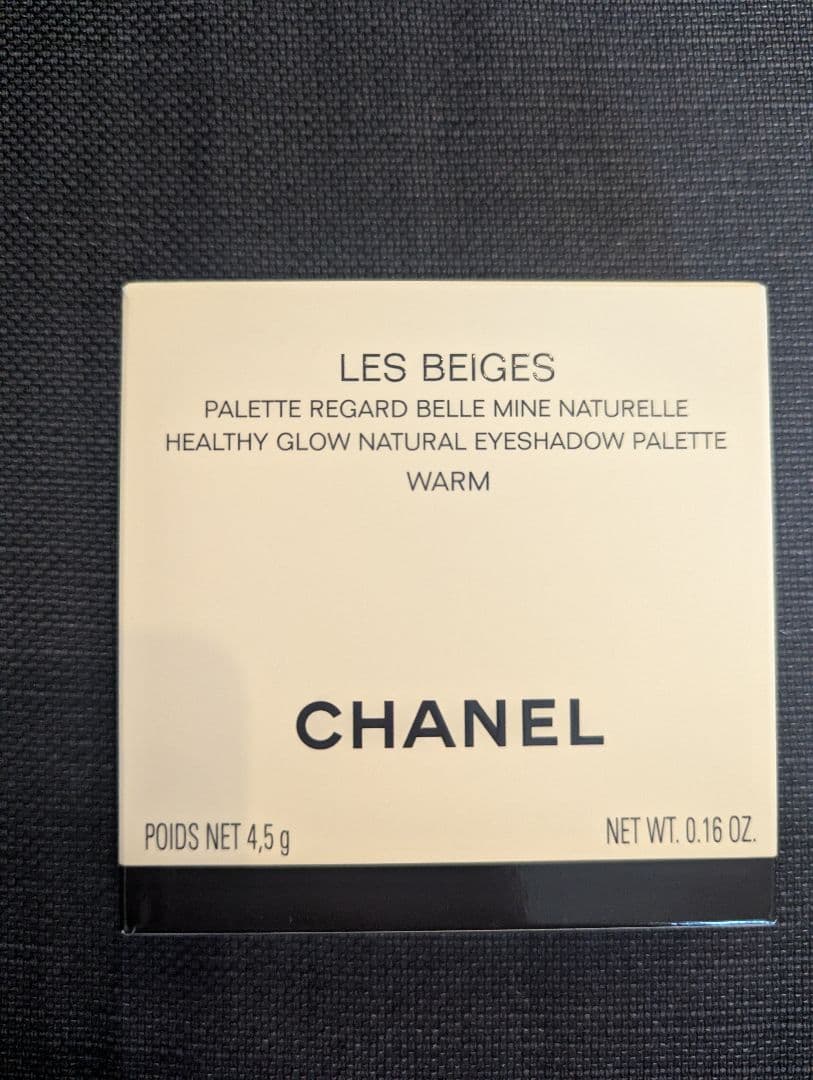 LES BEIGES
PALETTE REGARD BELLE MINE NATURELLE
HEALTHY GLOW NATURAL EYESHADOW PALETTE
WARM
CHANEL
POIDS NET 4,5 g NET WT. 0.16 OZ.